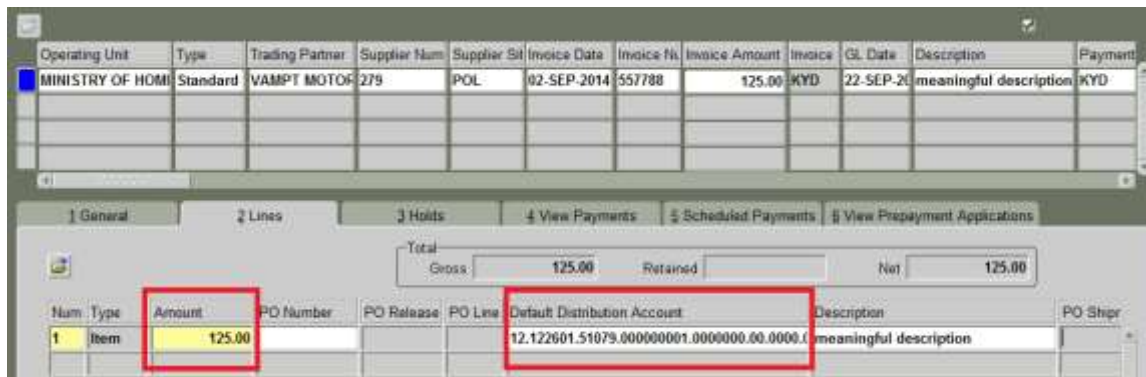 Operating Unit Type Trading Partner Supplier Num Supplier Sit Invoice Date Invoice Nu Invoice Amount Invoice GL Date Description Payment
MINISTRY OF HOMI Standard VAMPT MOTOR 279 POL 02-SEP-2014 557788 125.00 KYD 22-SEP-20 meaningful description KYD
1 General 2 Lines 3 Holds 4 View Payments 5 Scheduled Payments 6 View Prepayment Applications
Total
Gross 125.00 Retained Net 125.00
Num Type Amount PO Number PO Release PO Line Default Distribution Account Description PO Shipr
1 Item 125.00 12.122601.51079.000000001.0000000.00.0000.( meaningful description